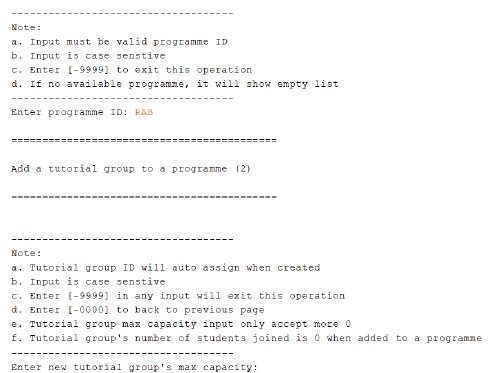 ------------------------------------
Note:
a. Input must be valid programme ID
b. Input is case senstive
c. Enter [-9999] to exit this operation
d. If no available programme, it will show empty list
------------------------------------
Enter programme ID: RAB
===========================================
Add a tutorial group to a programme (2)
===========================================
------------------------------------
Note:
a. Tutorial group ID will auto assign when created
b. Input is case senstive
c. Enter [-9999] in any input will exit this operation
d. Enter [-0000] to back to previous page
e. Tutorial group max capacity input only accept more 0
f. Tutorial group's number of students joined is 0 when added to a programme
------------------------------------
Enter new tutorial group's max capacity: